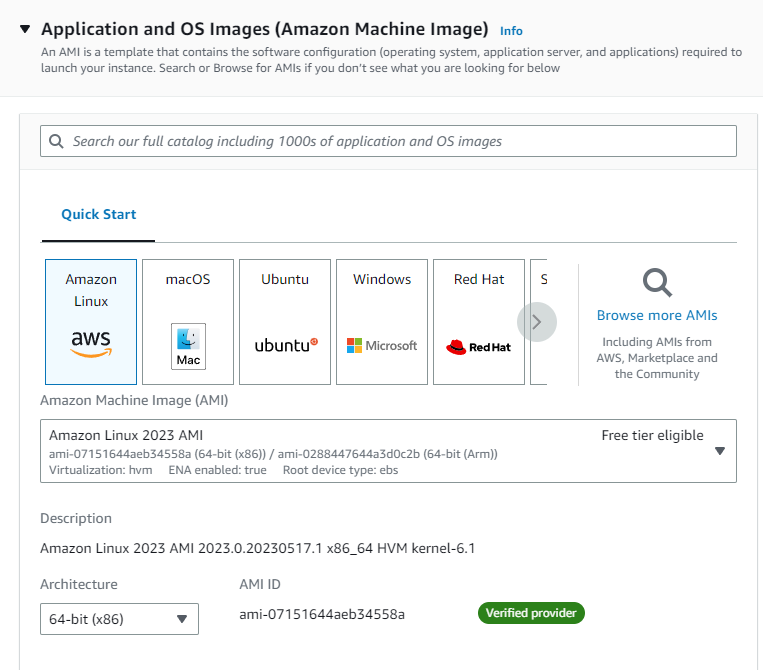 Application and OS Images (Amazon Machine Image) Info
An AMI is a template that contains the software configuration (operating system, application server, and applications) required to
launch your instance. Search or Browse for AMIs if you don't see what you are looking for below
Search our full catalog including 1000s of application and OS images
Quick Start
Amazon
Linux
aws
macOS
Mac
Ubuntu
ubuntu
Windows
Microsoft
Red Hat
Red Hat
S
Browse more AMIs
Including AMIs from
AWS, Marketplace and
the Community
Amazon Machine Image (AMI)
Amazon Linux 2023 AMI
Free tier eligible
ami-07151644aeb34558a (64-bit (x86)) / ami-0288447644a3d0c2b (64-bit (Arm))
Virtualization: hvm ENA enabled: true Root device type: ebs
Description
Amazon Linux 2023 AMI 2023.0.20230517.1 x86_64 HVM kernel-6.1
Architecture
AMI ID
64-bit (x86)
ami-07151644aeb34558a
Verified provider